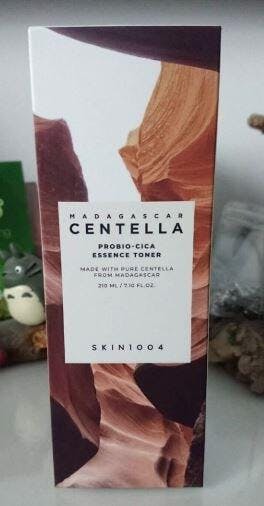 MADAGASCAR
CENTELLA
PROBIO-CICA
ESSENCE TONER
MADE WITH PURE CENTELLA
FROM MADAGASCAR
210 ML / 7.10 FL.OZ.
SKIN1004